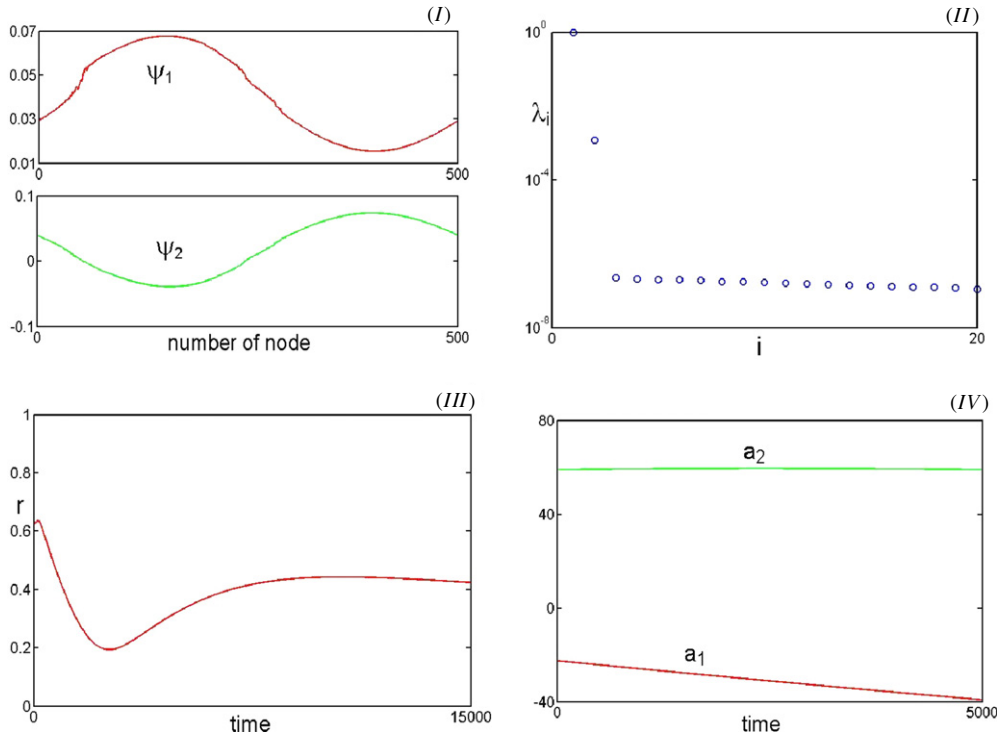 (I)
0.07
0.05
0.03
0.01
ψ1
0
500
0.1
0
-0.1
ψ2
0
number of node
500
(II)
10^0
λi
10^-4
10^-8
0
i
20
(III)
1
0.8
r
0.6
0.4
0.2
0
0
time
15000
(IV)
80
40
0
-40
a2
a1
0
time
5000